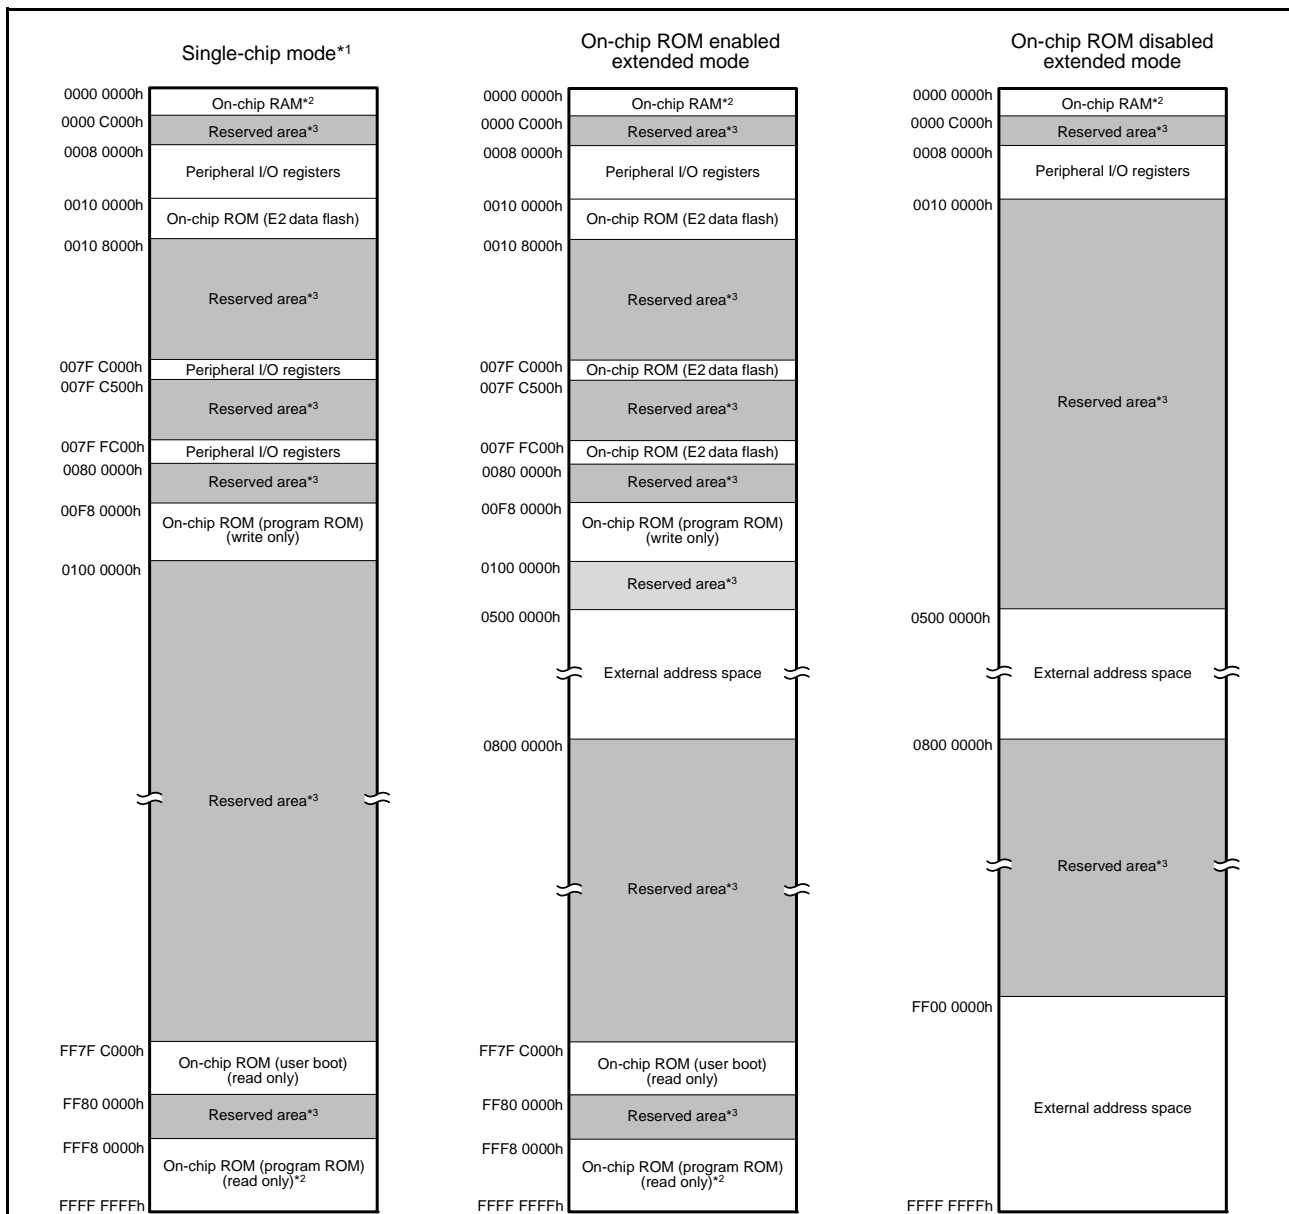 Single-chip mode*1
0000 0000h
On-chip RAM*2
0000 C000h
Reserved area*3
0008 0000h
Peripheral I/O registers
0010 0000h
On-chip ROM (E2 data flash)
0010 8000h
Reserved area*3
007F C000h
Peripheral I/O registers
007F C500h
Reserved area*3
007F FC00h
Peripheral I/O registers
0080 0000h
Reserved area*3
00F8 0000h
On-chip ROM (program ROM)
(write only)
0100 0000h
Reserved area*3
FF7F C000h
On-chip ROM (user boot)
(read only)
FF80 0000h
Reserved area*3
FFF8 0000h
On-chip ROM (program ROM)
(read only)*2
FFFF FFFFh
On-chip ROM enabled
extended mode
0000 0000h
On-chip RAM*2
0000 C000h
Reserved area*3
0008 0000h
Peripheral I/O registers
0010 0000h
On-chip ROM (E2 data flash)
0010 8000h
Reserved area*3
007F C000h
On-chip ROM (E2 data flash)
007F C500h
Reserved area*3
007F FC00h
On-chip ROM (E2 data flash)
0080 0000h
Reserved area*3
00F8 0000h
On-chip ROM (program ROM)
(write only)
0100 0000h
Reserved area*3
0500 0000h
External address space
0800 0000h
Reserved area*3
FF7F C000h
On-chip ROM (user boot)
(read only)
FF80 0000h
Reserved area*3
FFF8 0000h
On-chip ROM (program ROM)
(read only)*2
FFFF FFFFh
On-chip ROM disabled
extended mode
0000 0000h
On-chip RAM*2
0000 C000h
Reserved area*3
0008 0000h
Peripheral I/O registers
0010 0000h
Reserved area*3
0500 0000h
External address space
0800 0000h
Reserved area*3
FF00 0000h
External address space
FFFF FFFFh